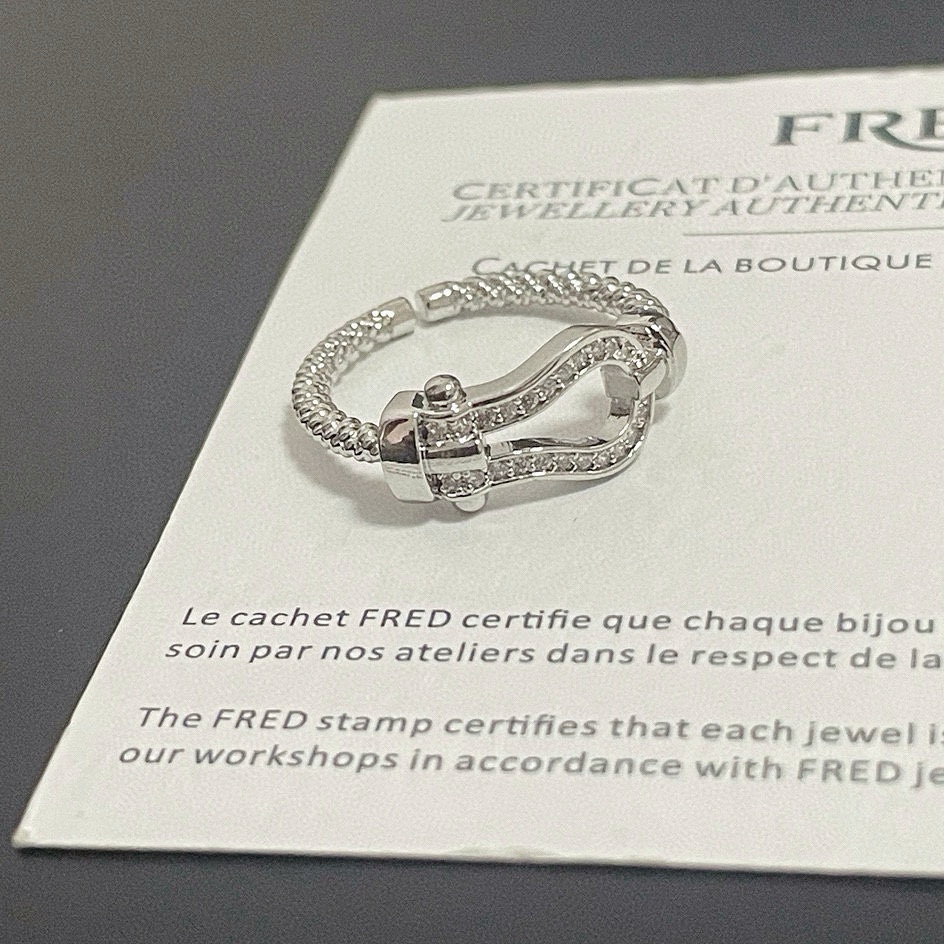 FRE
CERTIFICAT D'AUTHE
JEWELLERY AUTHENT
CACHET DE LA BOUTIQUE
Le cachet FRED certifie que chaque bijou
soin par nos ateliers dans le respect de la
The FRED stamp certifies that each jewel is
our workshops in accordance with FRED je